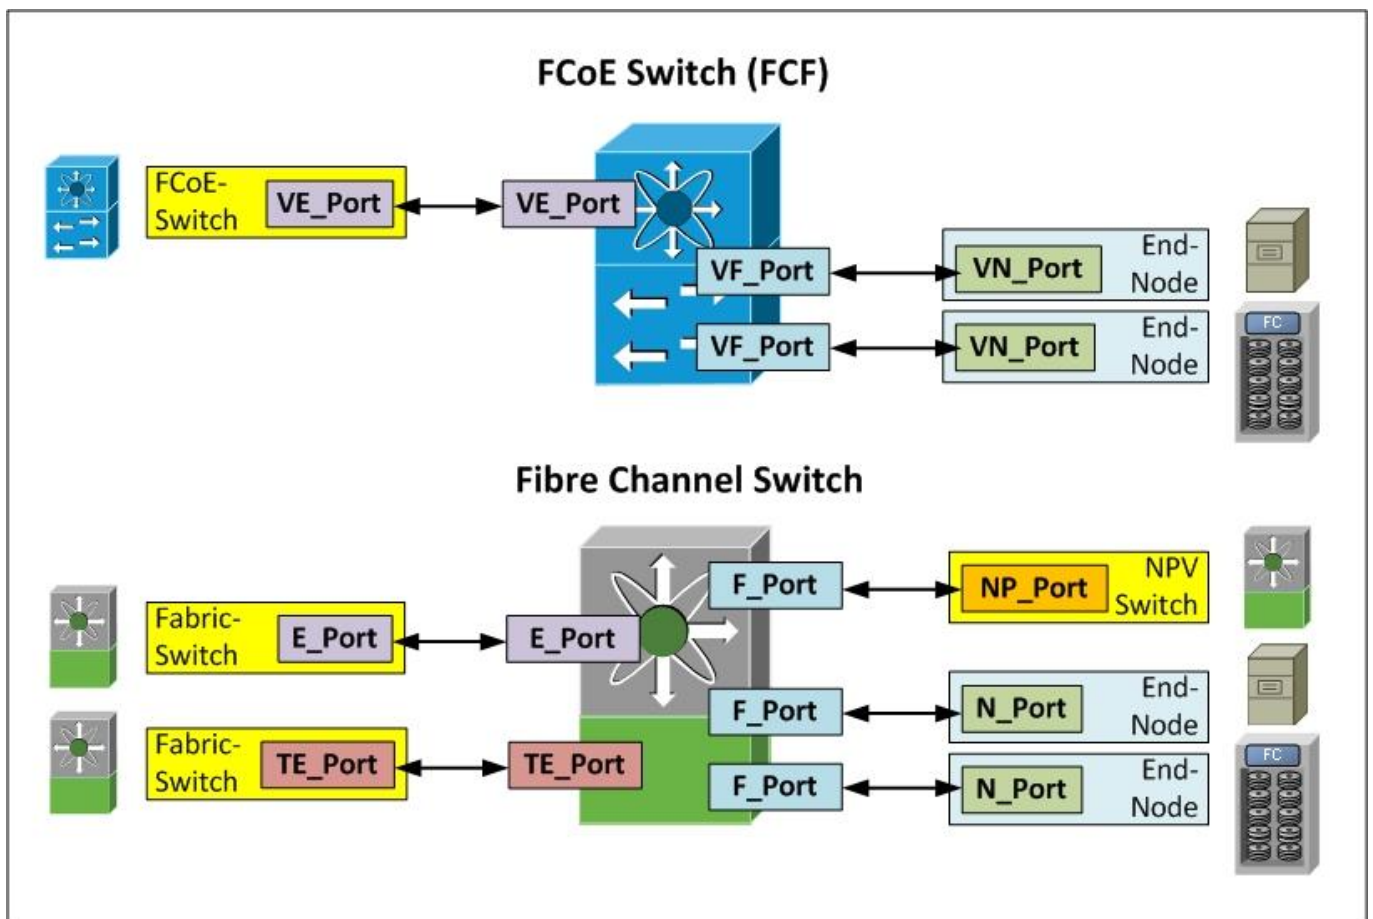 FCoE Switch (FCF)
FCoE-
Switch
VE_Port
VE_Port
VF_Port
VN_Port
End-
Node
VF_Port
VN_Port
End-
Node
FC
Fibre Channel Switch
F_Port
NP_Port
NPV
Switch
Fabric-
Switch
E_Port
E_Port
F_Port
N_Port
End-
Node
Fabric-
Switch
TE_Port
TE_Port
F_Port
N_Port
End-
Node
FC